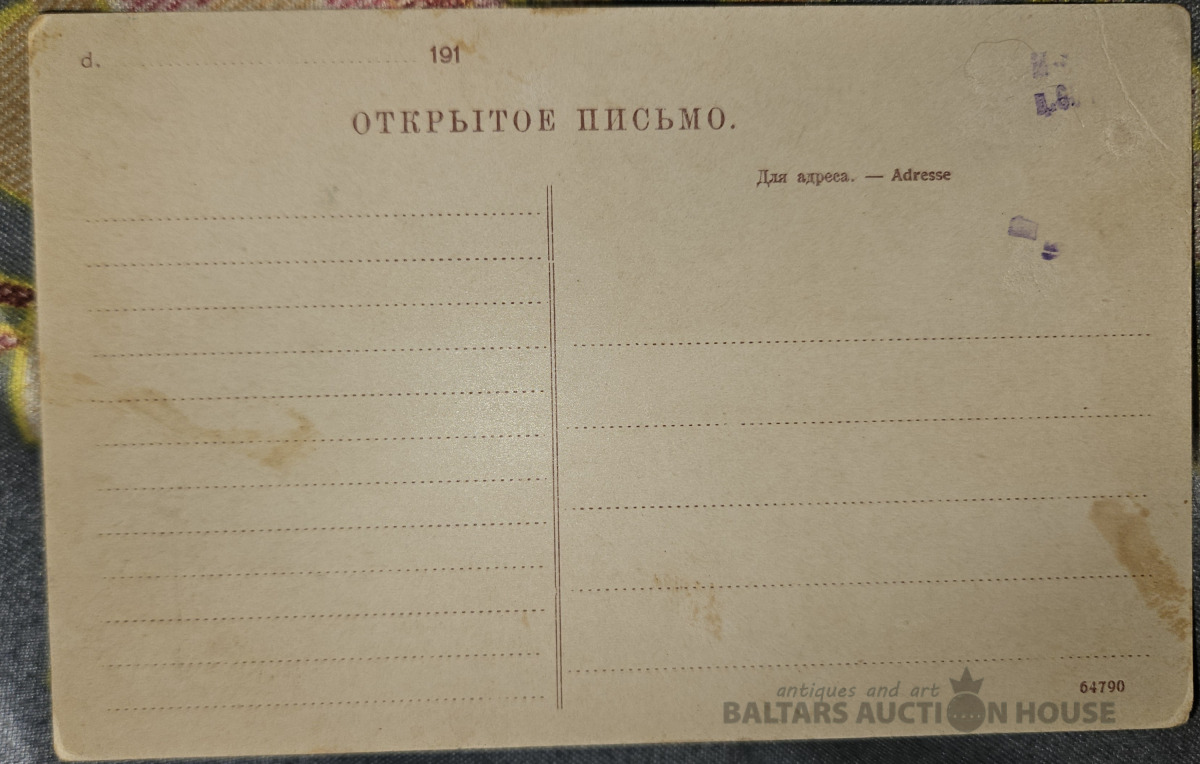 d. 191
ОТКРЫТОЕ ПИСЬМО.
Для адреса. — Adresse
64790
antiques and art
BALTARS AUCTION HOUSE